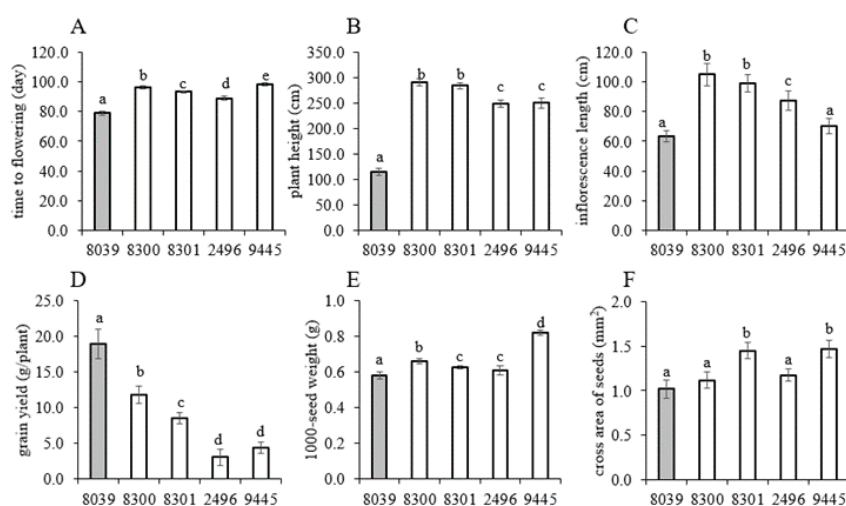 A
time to flowering (day)
120.0
100.0
80.0
60.0
40.0
20.0
0.0
a
b
c
d
e
8039 8300 8301 2496 9445
B
plant height (cm)
350.0
300.0
250.0
200.0
150.0
100.0
50.0
0.0
a
b
b
c
c
8039 8300 8301 2496 9445
C
inflorescence length (cm)
120.0
100.0
80.0
60.0
40.0
20.0
0.0
a
b
b
c
a
8039 8300 8301 2496 9445
D
grain yield (g/plant)
25.0
20.0
15.0
10.0
5.0
0.0
a
b
c
d
d
8039 8300 8301 2496 9445
E
1000-seed weight (g)
1.0
0.8
0.6
0.4
0.2
0.0
a
b
c
c
d
8039 8300 8301 2496 9445
F
cross area of seeds (mm²)
2.0
1.5
1.0
0.5
0.0
a
a
b
a
b
8039 8300 8301 2496 9445